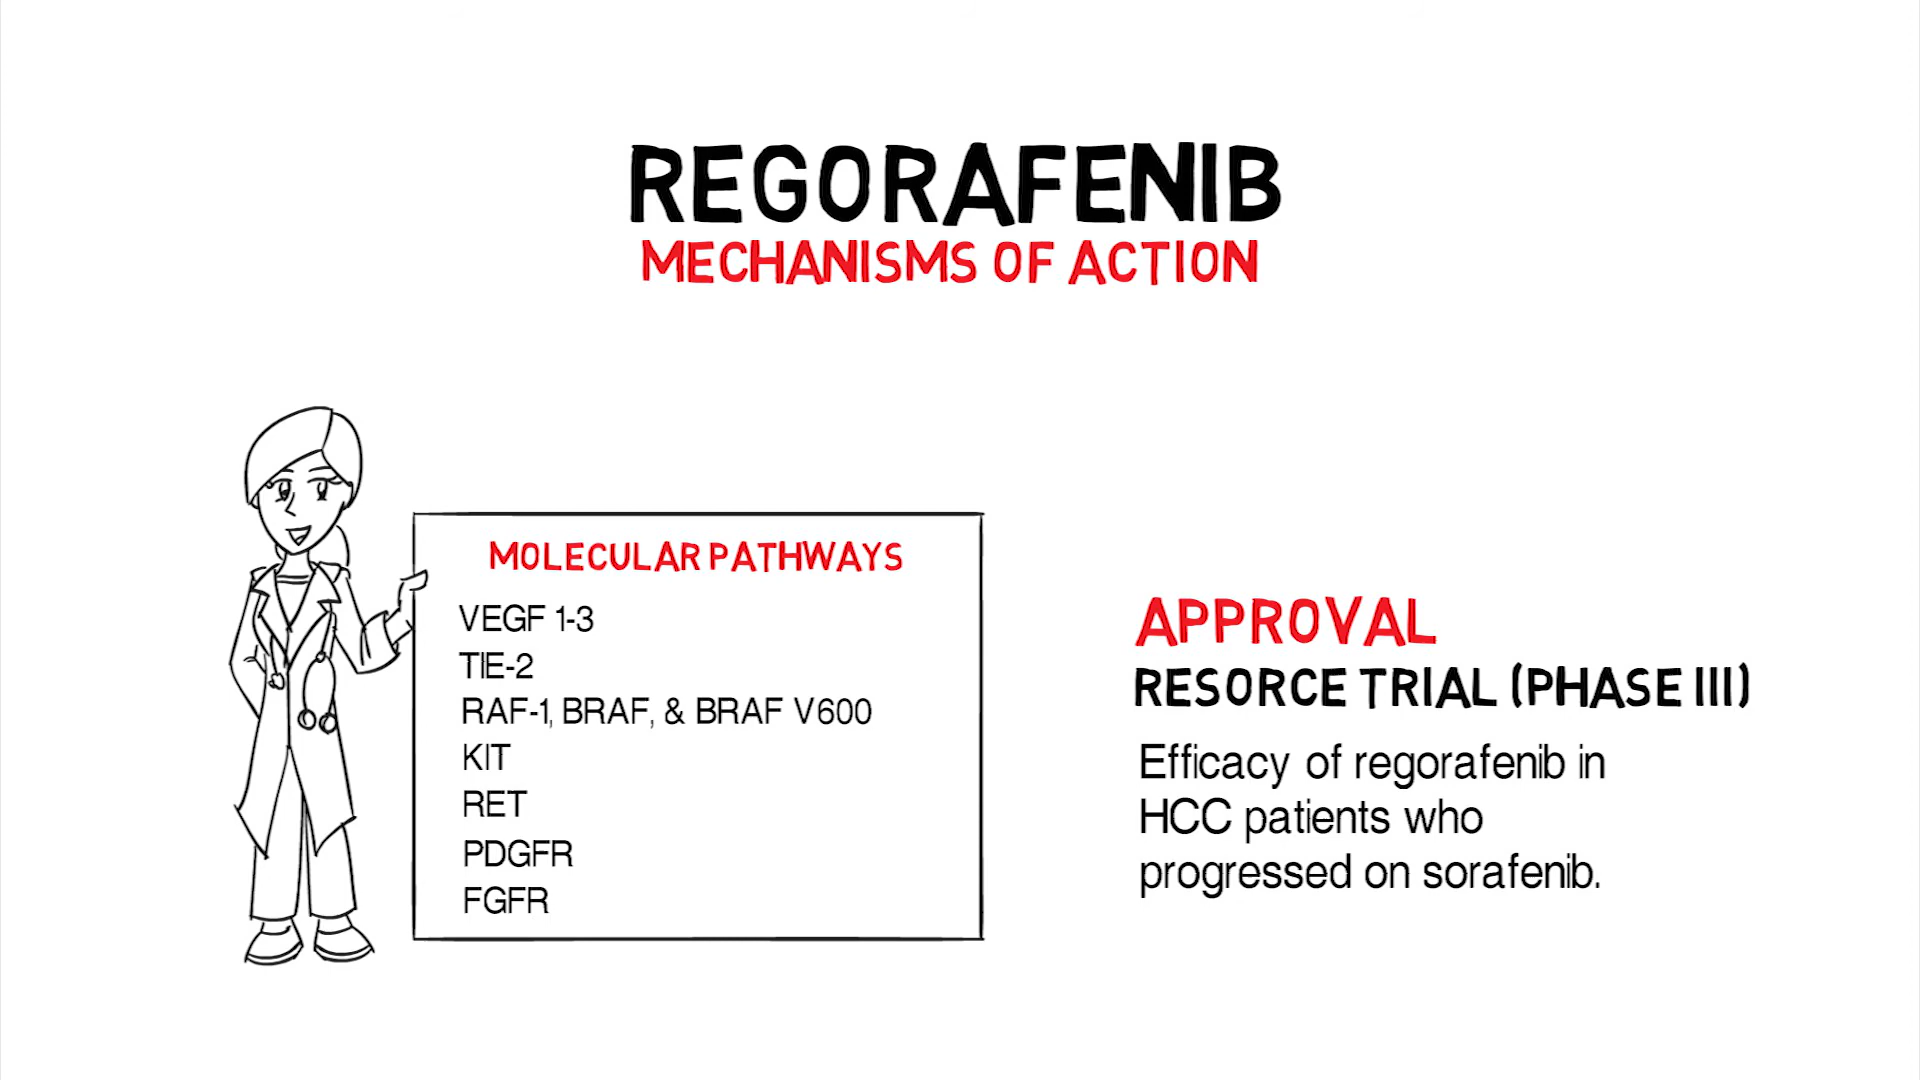 REGORAFENIB
MECHANISMS OF ACTION
MOLECULAR PATHWAYS
VEGF 1-3
TIE-2
RAF-1, BRAF, & BRAF V600
KIT
RET
PDGFR
FGFR
APPROVAL
RESORCE TRIAL (PHASE III)
Efficacy of regorafenib in
HCC patients who
progressed on sorafenib.